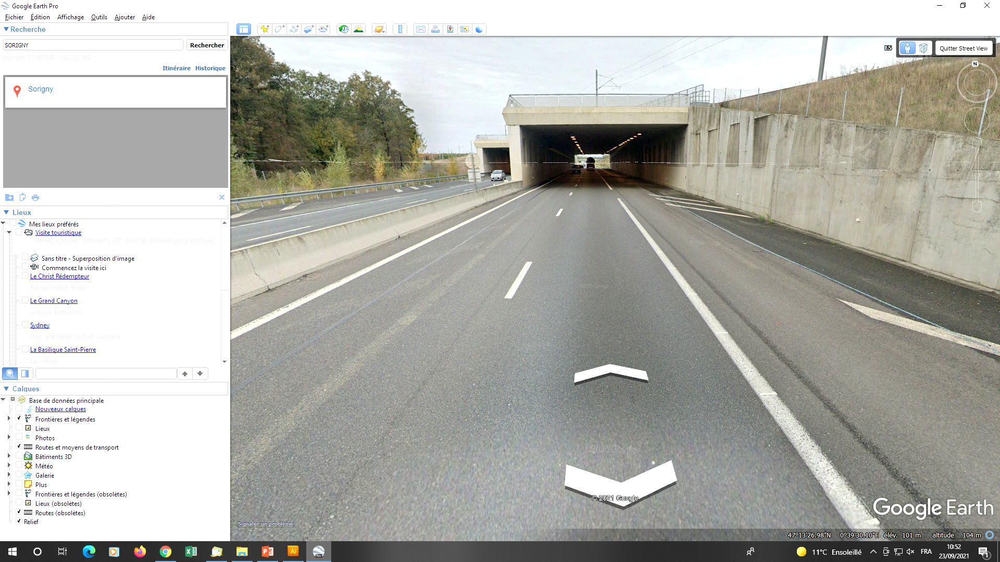 Google Earth Pro
Fichier Édition Affichage Outils Ajouter Aide
Recherche
SORIGNY
Rechercher
Itinéraire Historique
Sorigny
Lieux
Mes lieux préférés
Visite touristique
Sans titre - Superposition d'image
Commencez la visite ici
Le Christ Rédempteur
Rio de Janeiro, Brésil
Le Grand Canyon
Sydney
La Basilique Saint-Pierre
Calques
Base de données principale
Nouveaux calques
Frontières et légendes
Lieux
Photos
Routes et moyens de transport
Bâtiments 3D
Météo
Galerie
Plus
Frontières et légendes (obsolètes)
Lieux (obsolètes)
Routes (obsolètes)
Relief
Quitter Street View
N
© 2021 Google
Signaler un problème
Google Earth
47°13'26.98"N 0°39'30.10"E élév. 101 m altitude 104 m
11°C Ensoleillé
FRA
10:52
23/09/2021
1